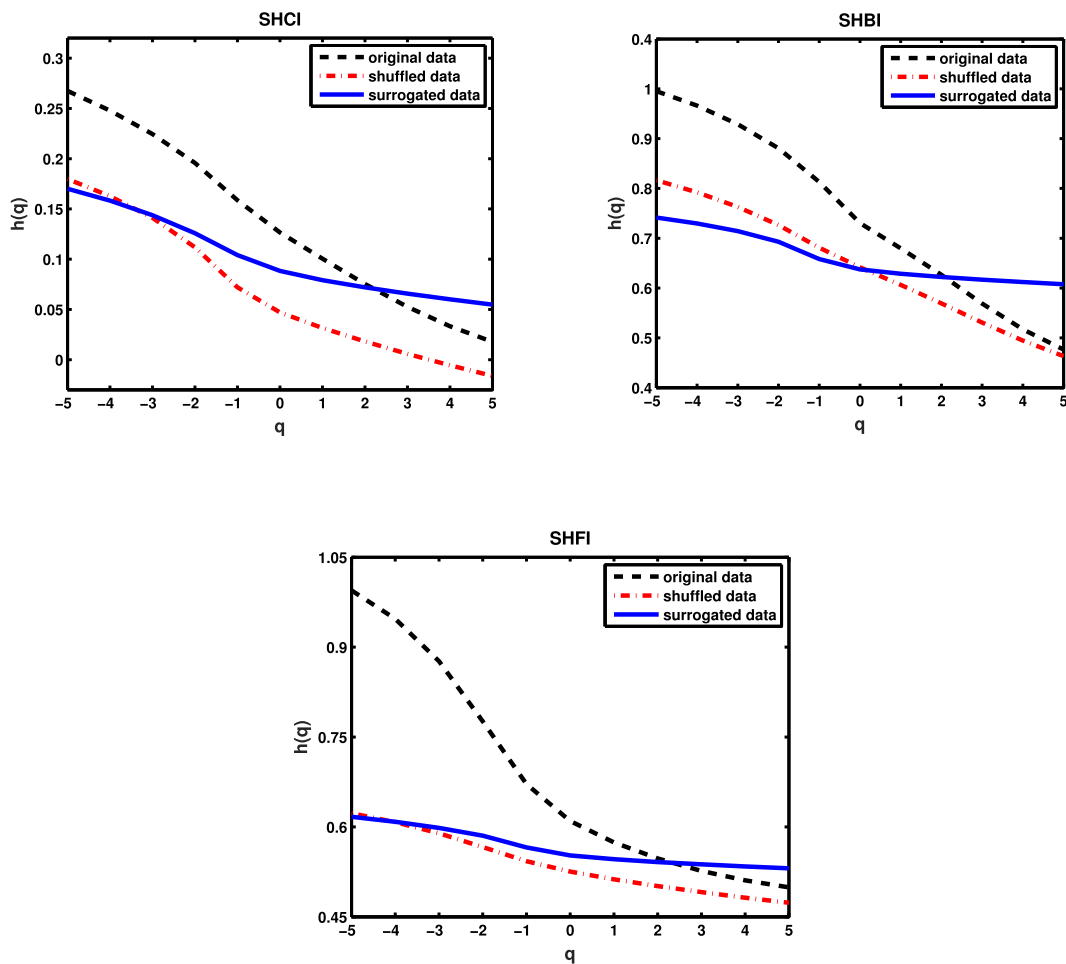 SHCI
0.3
0.25
0.2
0.15
0.1
0.05
0
h(q)
−5 −4 −3 −2 −1 0 1 2 3 4 5
q
original data
shuffled data
surrogated data
SHBI
0.4
1
0.9
0.8
0.7
0.6
0.5
0.4
h(q)
−5 −4 −3 −2 −1 0 1 2 3 4 5
q
original data
shuffled data
surrogated data
SHFI
1.05
0.9
0.75
0.6
0.45
h(q)
−5 −4 −3 −2 −1 0 1 2 3 4 5
q
original data
shuffled data
surrogated data